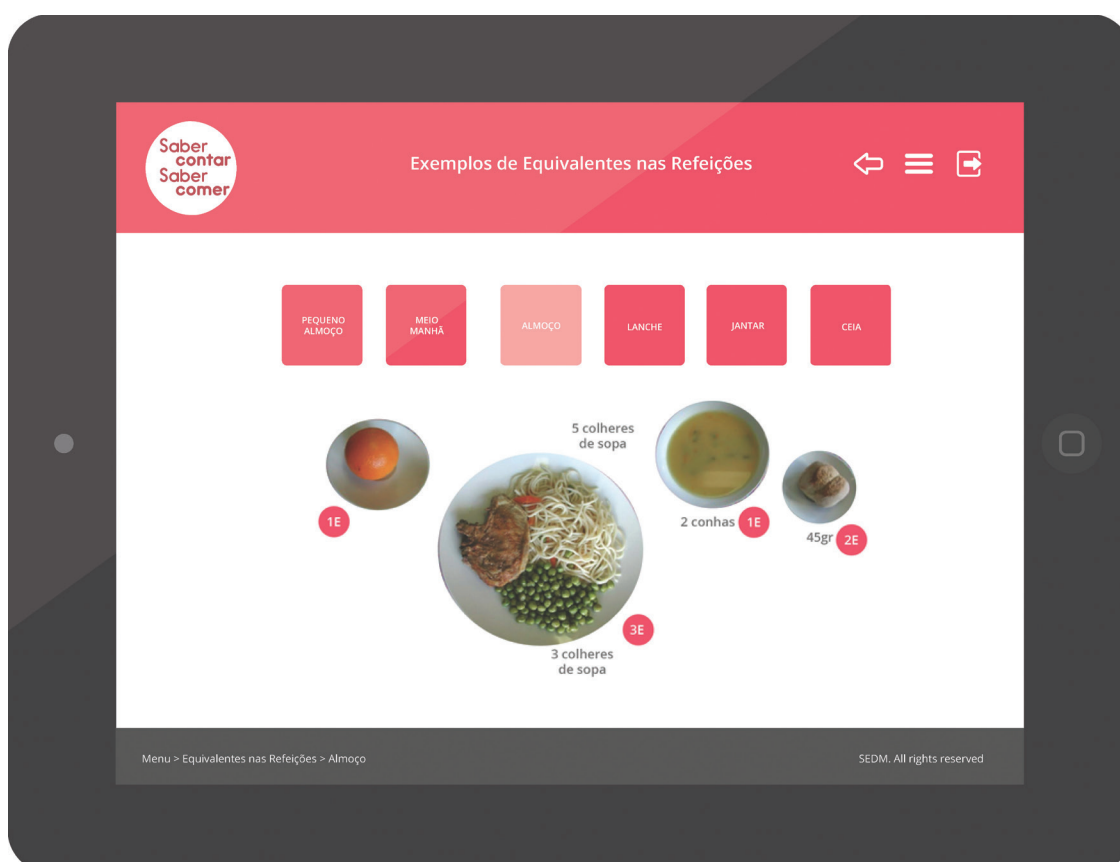 Saber
contar
Saber
comer
Exemplos de Equivalentes nas Refeições
PEQUENO
ALMOÇO
MEIO
MANHÃ
ALMOÇO
LANCHE
JANTAR
CEIA
1E
5 colheres
de sopa
3E
3 colheres
de sopa
2 conhas 1E
45gr 2E
Menu > Equivalentes nas Refeições > Almoço
SEDM. All rights reserved